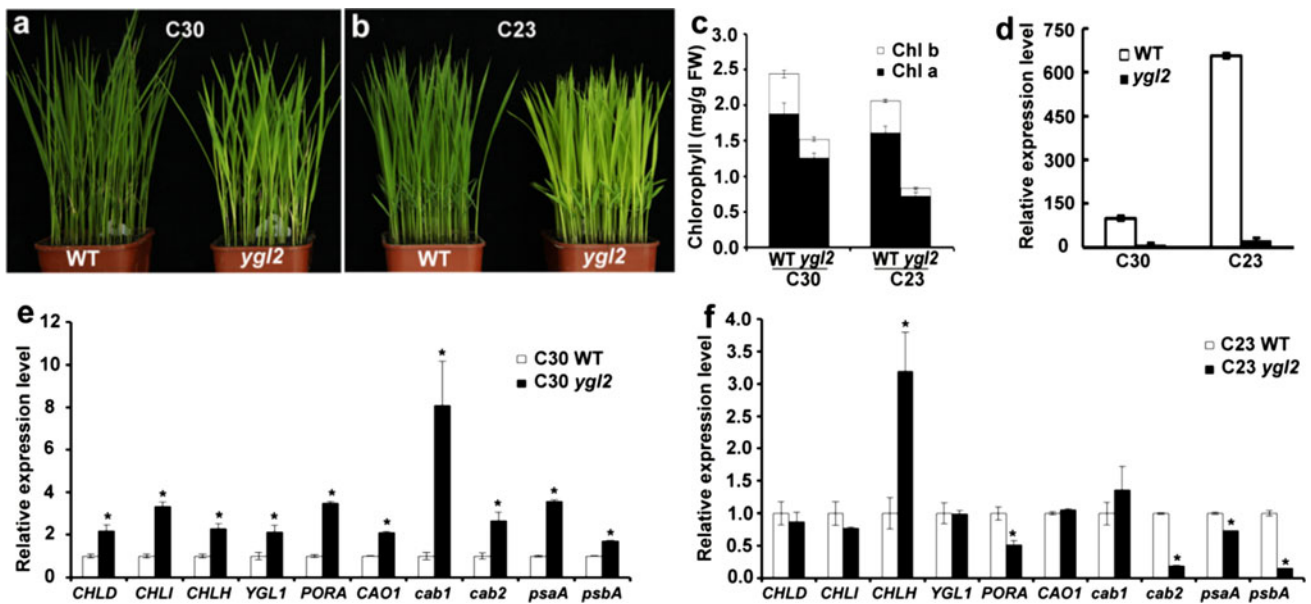 a
C30
WT
ygl2
b
C23
WT
ygl2
c
Chlorophyll (mg/g FW)
3.0
2.5
2.0
1.5
1.0
0.5
0.0
Chl b
Chl a
WT ygl2
C30
WT ygl2
C23
d
Relative expression level
750
600
450
300
150
0
WT
ygl2
C30
C23
e
Relative expression level
12
10
8
6
4
2
0
C30 WT
C30 ygl2
* * * * * * * * * *
CHLD CHLI CHLH YGL1 PORA CAO1 cab1 cab2 psaA psbA
f
Relative expression level
4.0
3.5
3.0
2.5
2.0
1.5
1.0
0.5
0.0
C23 WT
C23 ygl2
* * * * *
CHLD CHLI CHLH YGL1 PORA CAO1 cab1 cab2 psaA psbA